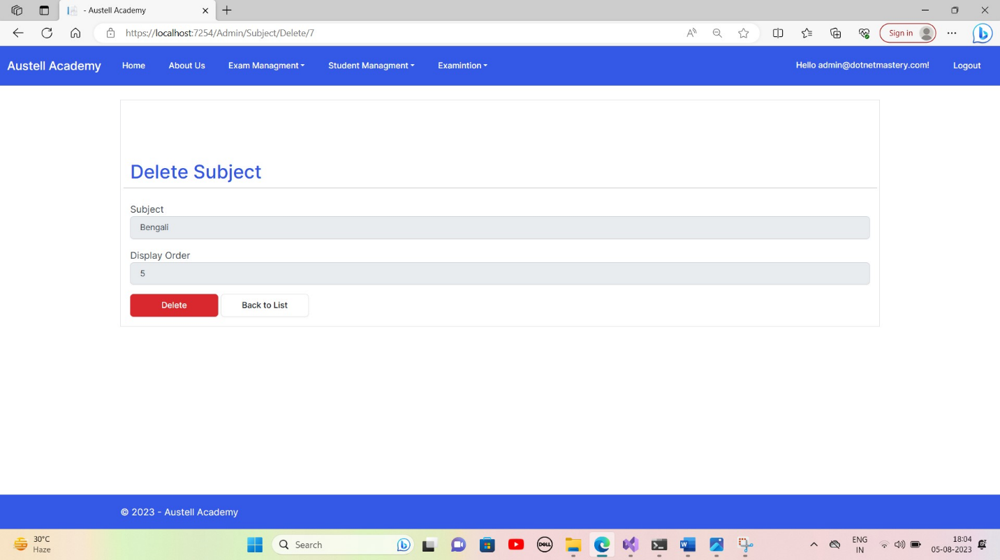 - Austell Academy
https://localhost:7254/Admin/Subject/Delete/7
Sign in
Austell Academy Home About Us Exam Managment Student Managment Examintion Hello admin@dotnetmastery.com! Logout
Delete Subject
Subject
Bengali
Display Order
5
Delete Back to List
© 2023 - Austell Academy
30°C
Haze
Search
DELL
ENG
IN
18:04
05-08-2023